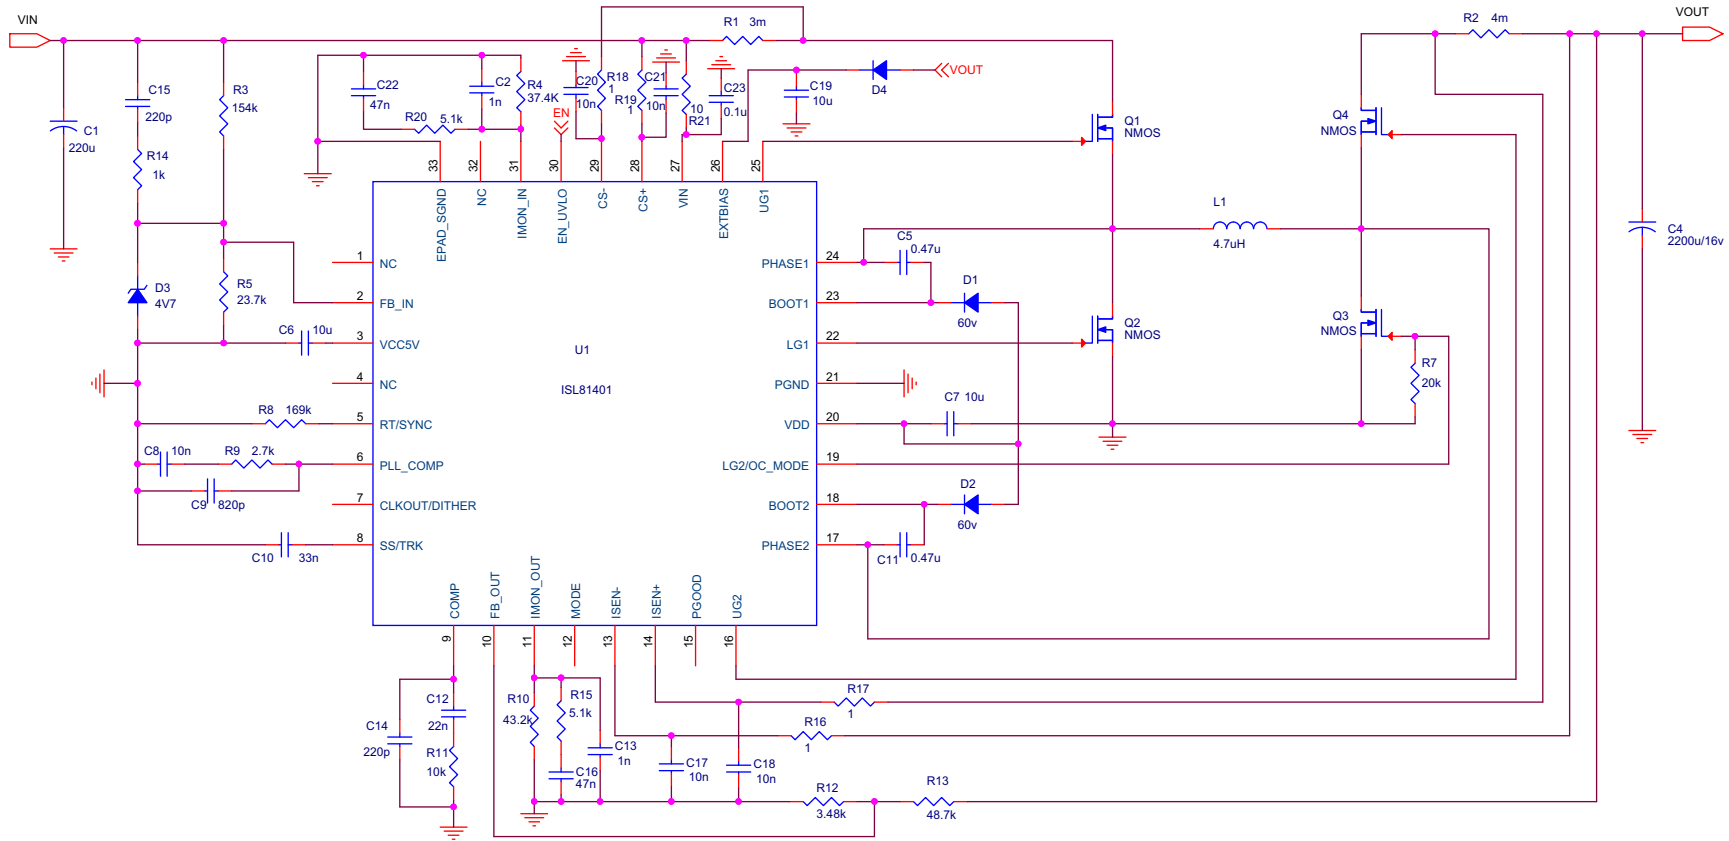 VIN
R1 3m
R2 4m
VOUT
C15
220p
R3
154k
C22
47n
R20 5.1k
C2
1n
R4
37.4K
C20
10n
R18
1
R19
1
C21
10n
10
R21
C23
0.1u
C19
10u
D4
VOUT
EN
C1
220u
R14
1k
Q1
NMOS
Q4
NMOS
33
32
31
30
29
28
27
26
25
EPAD_SGND
NC
IMON_IN
EN_UVLO
CS-
CS+
VIN
EXTBIAS
UG1
L1
4.7uH
C4
2200u/16v
C5
0.47u
1 NC
2 FB_IN
3 VCC5V
4 NC
5 RT/SYNC
6 PLL_COMP
7 CLKOUT/DITHER
8 SS/TRK
PHASE1 24
BOOT1 23
LG1 22
PGND 21
VDD 20
LG2/OC_MODE 19
BOOT2 18
PHASE2 17
U1
ISL81401
D3
4V7
R5
23.7k
C6 10u
D1
60v
Q2
NMOS
Q3
NMOS
R7
20k
C7 10u
R8 169k
C8 10n
R9 2.7k
C9 820p
C10 33n
D2
60v
C11 0.47u
COMP
FB_OUT
IMON_OUT
MODE
ISEN-
ISEN+
PGOOD
UG2
9
10
11
12
13
14
15
16
C12
22n
C14
220p
R11
10k
R10
43.2k
R15
5.1k
C13
1n
C16
47n
C17
10n
C18
10n
R17
1
R16
1
R12
3.48k
R13
48.7k